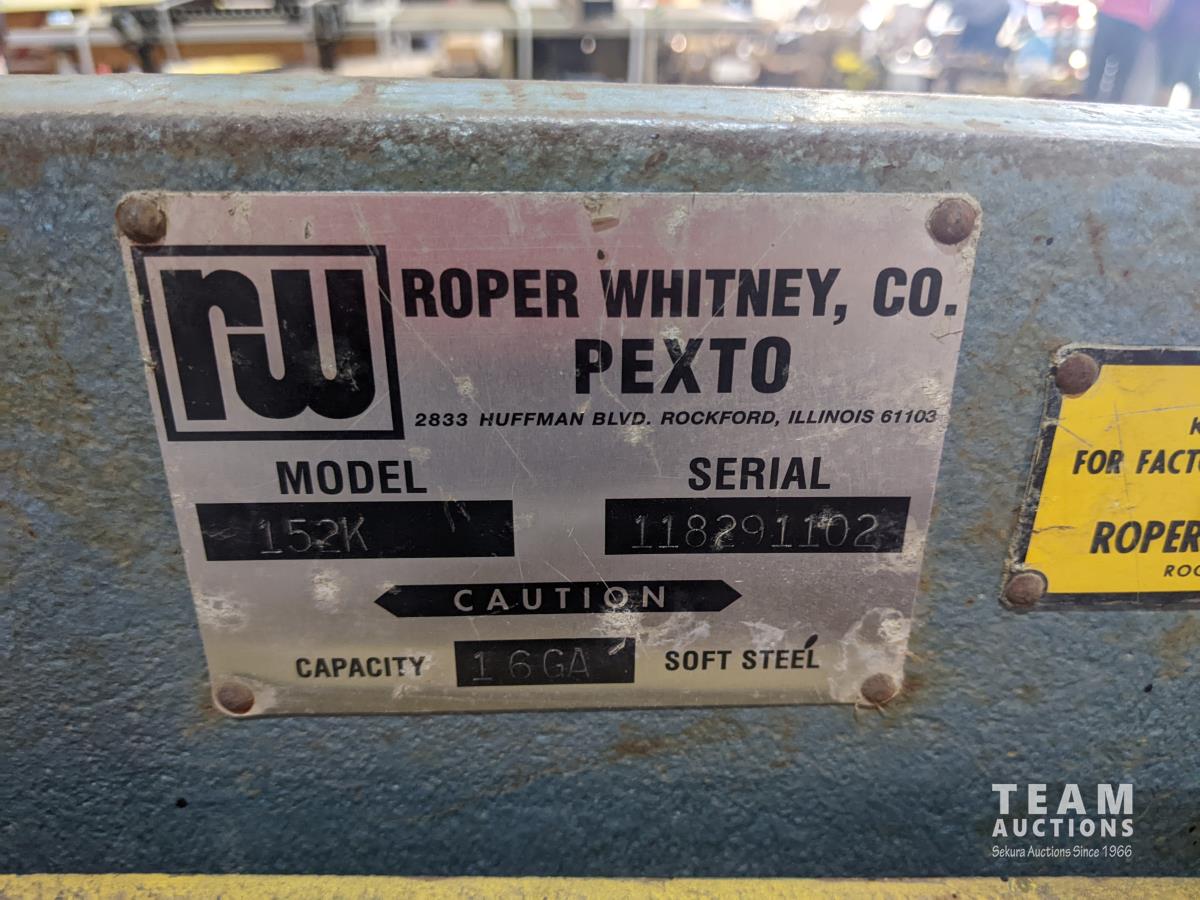 rw
ROPER WHITNEY, CO.
PEXTO
2833 HUFFMAN BLVD. ROCKFORD, ILLINOIS 61103
MODEL
152K
SERIAL
118291102
CAUTION
CAPACITY 16GA SOFT STEEL
FOR
ROPER
TEAM
AUCTIONS
Sekura Auctions Since 1966